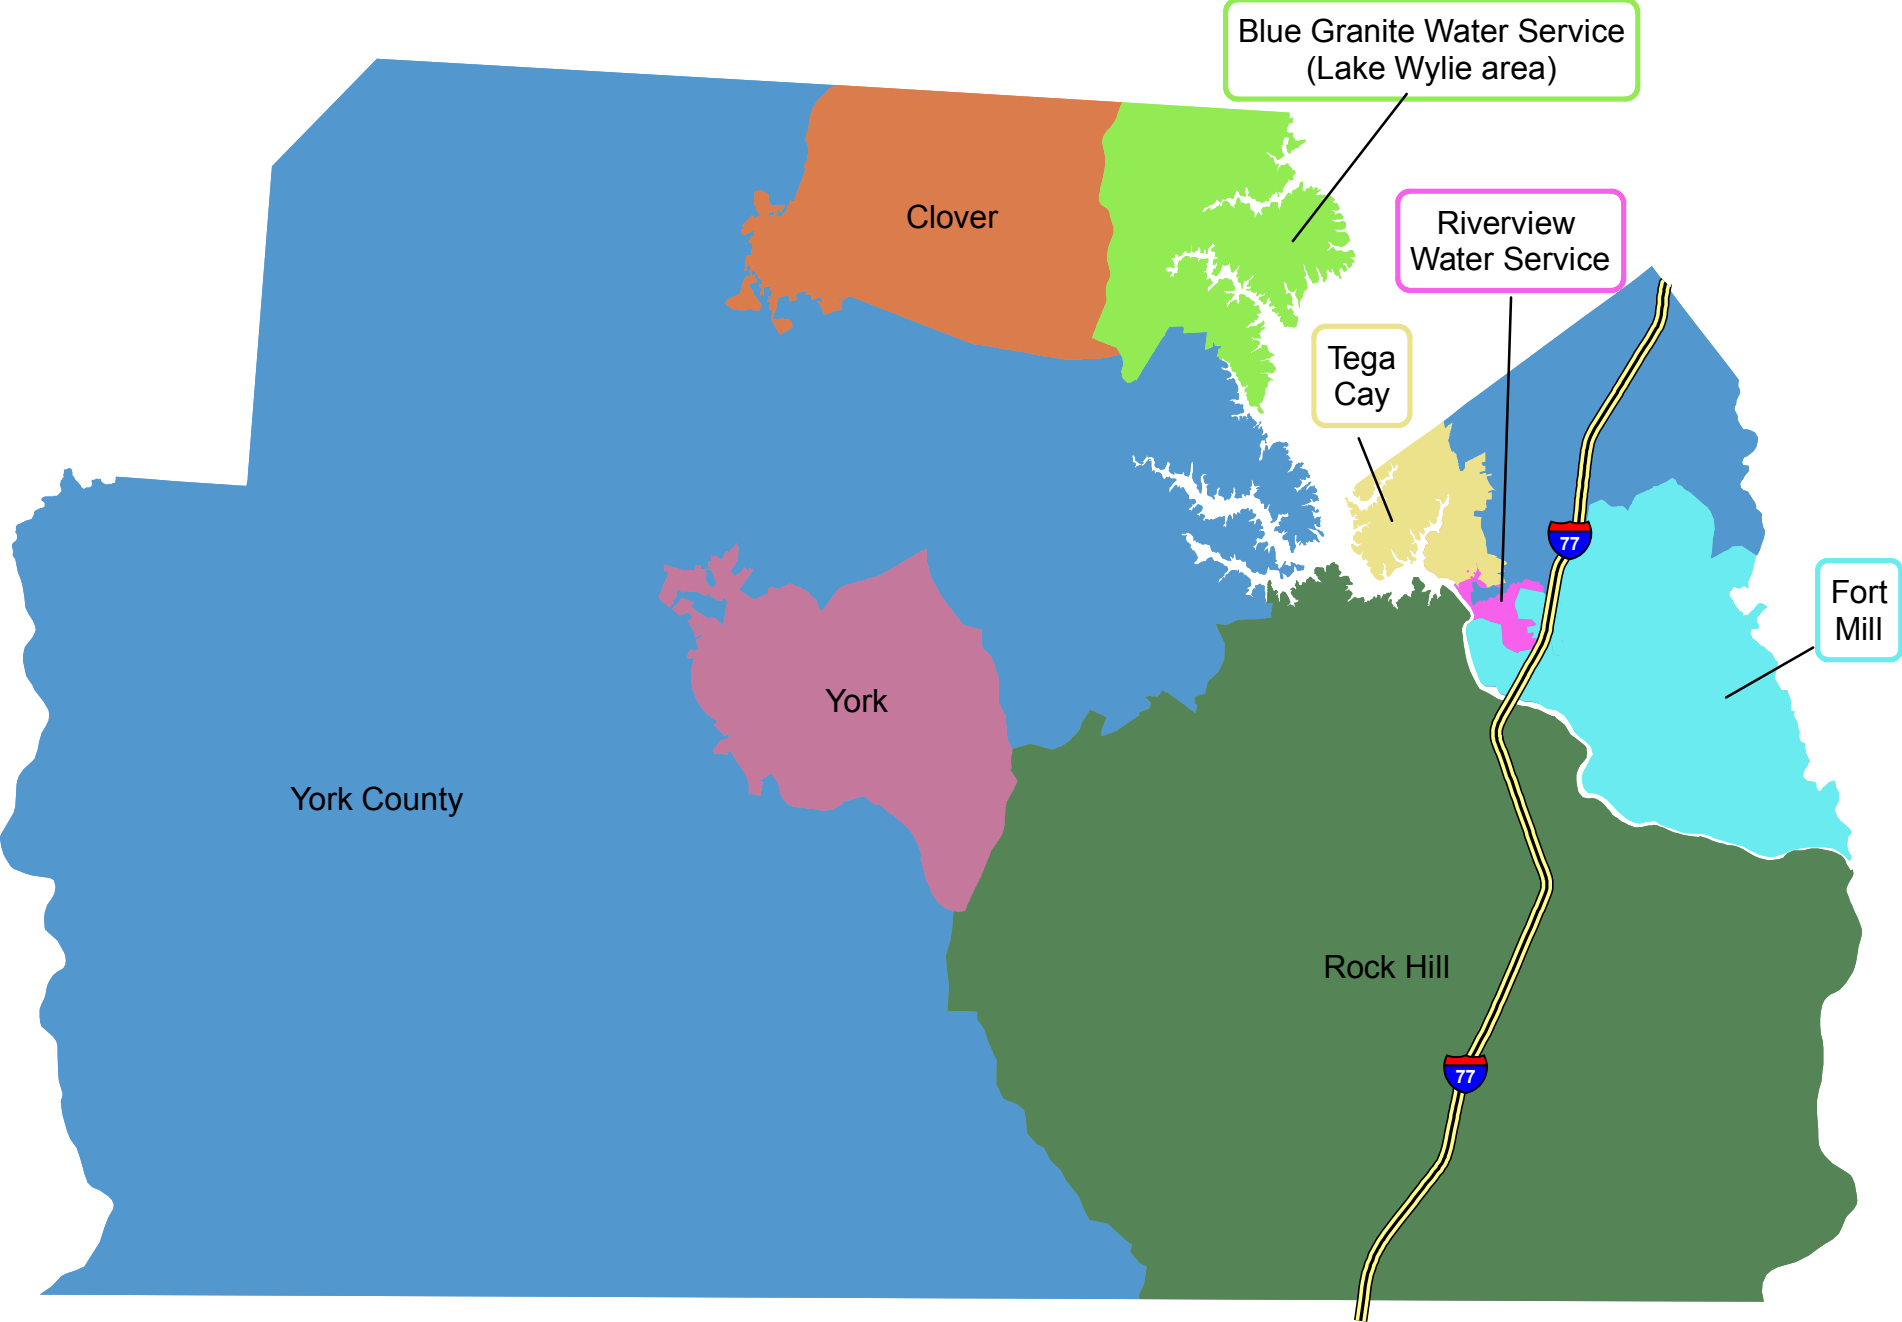 Blue Granite Water Service
(Lake Wylie area)
Clover
Riverview
Water Service
Tega
Cay
77
Fort
Mill
York
York County
Rock Hill
77